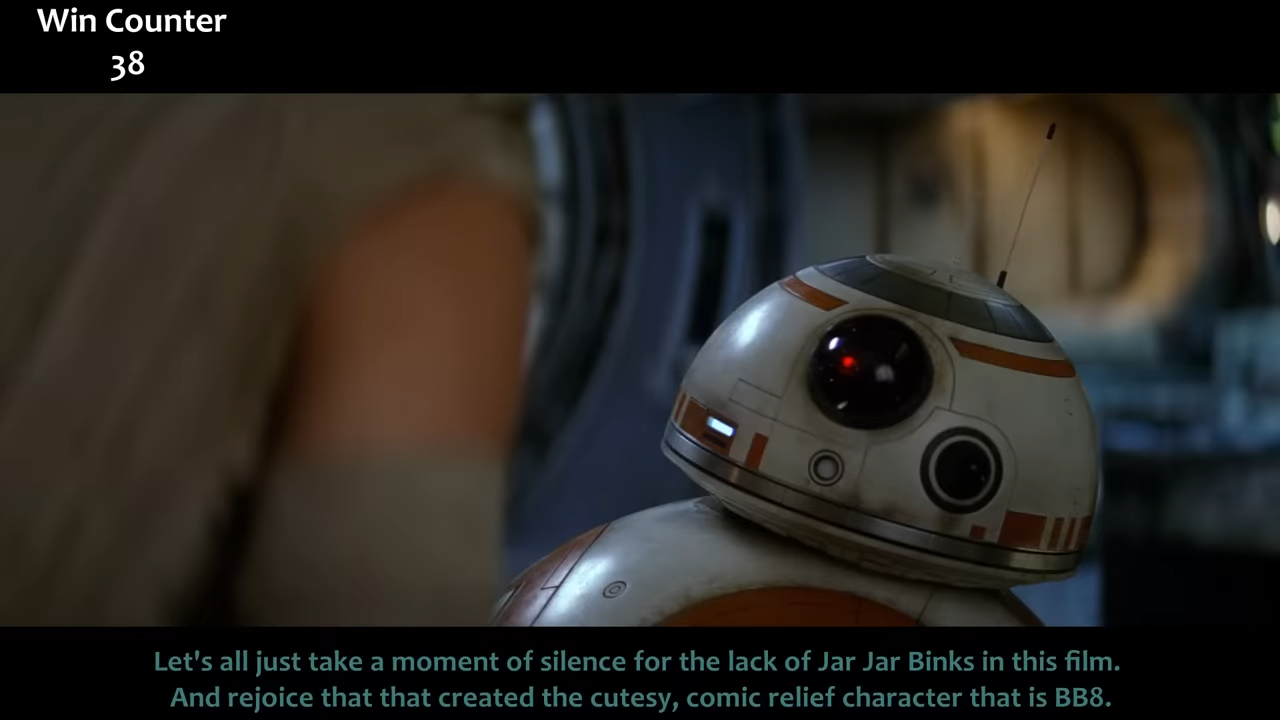 Win Counter
38
Let's all just take a moment of silence for the lack of Jar Jar Binks in this film.
And rejoice that that created the cutesy, comic relief character that is BB8.